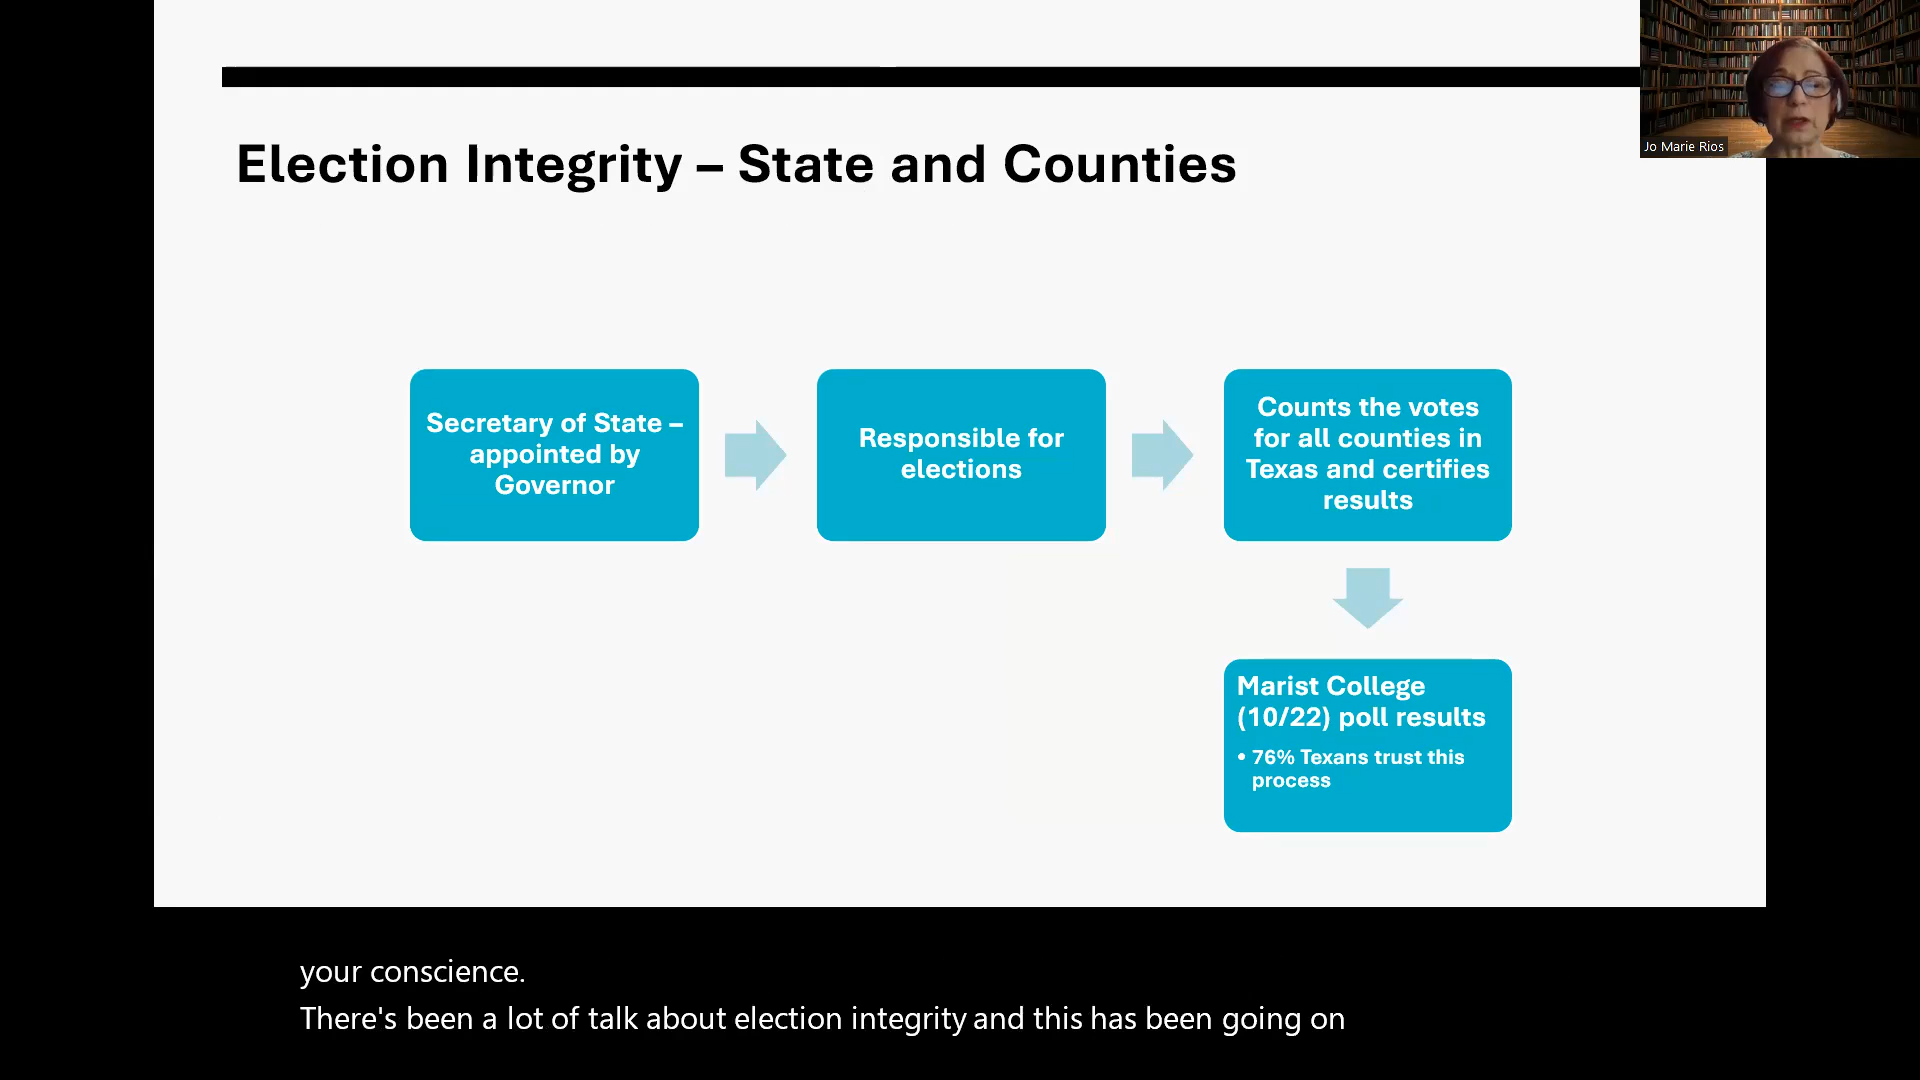 Election Integrity – State and Counties
Jo Marie Rios
Secretary of State –
appointed by
Governor
Responsible for
elections
Counts the votes
for all counties in
Texas and certifies
results
Marist College
(10/22) poll results
• 76% Texans trust this
process
your conscience.
There's been a lot of talk about election integrity and this has been going on